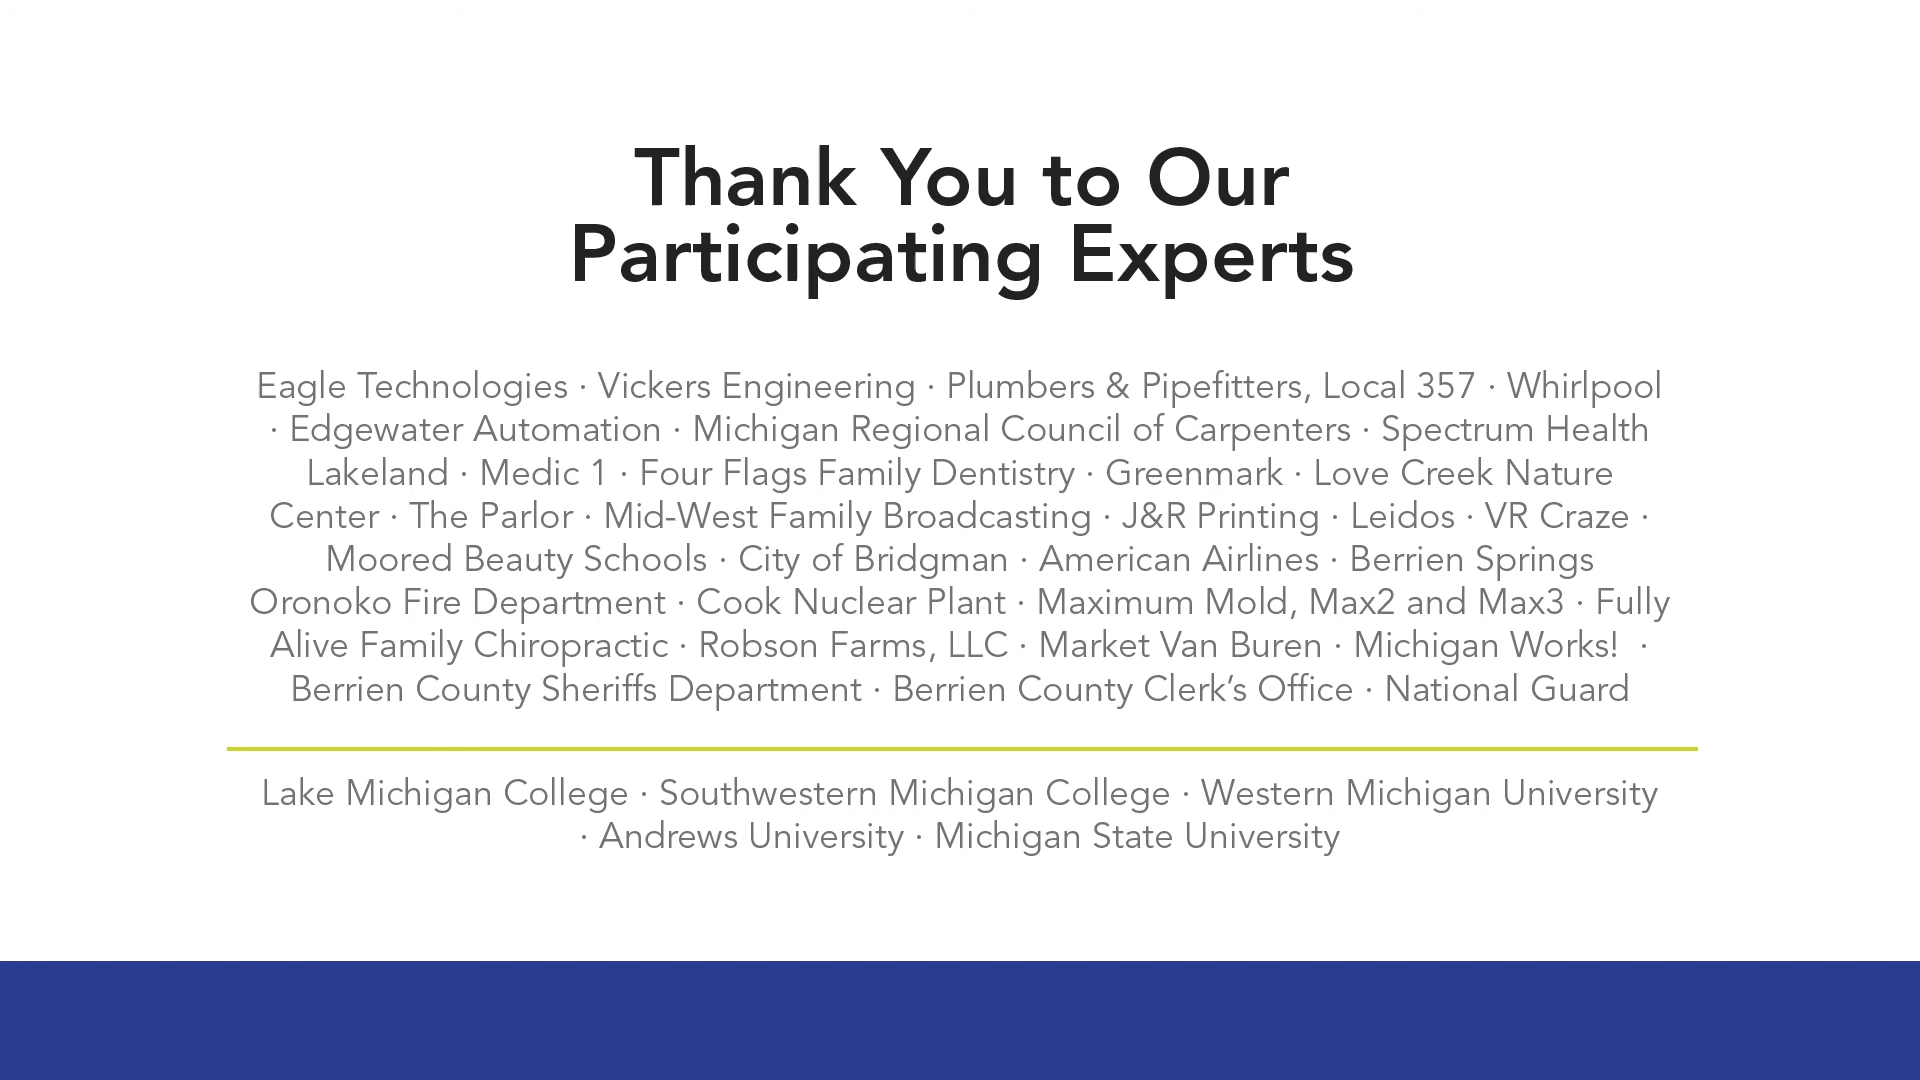 Thank You to Our
Participating Experts
Eagle Technologies · Vickers Engineering · Plumbers & Pipefitters, Local 357 · Whirlpool
· Edgewater Automation · Michigan Regional Council of Carpenters · Spectrum Health
Lakeland · Medic 1 · Four Flags Family Dentistry · Greenmark · Love Creek Nature
Center · The Parlor · Mid-West Family Broadcasting · J&R Printing · Leidos · VR Craze ·
Moored Beauty Schools · City of Bridgman · American Airlines · Berrien Springs
Oronoko Fire Department · Cook Nuclear Plant · Maximum Mold, Max2 and Max3 · Fully
Alive Family Chiropractic · Robson Farms, LLC · Market Van Buren · Michigan Works!  ·
Berrien County Sheriffs Department · Berrien County Clerk’s Office · National Guard
Lake Michigan College · Southwestern Michigan College · Western Michigan University
· Andrews University · Michigan State University